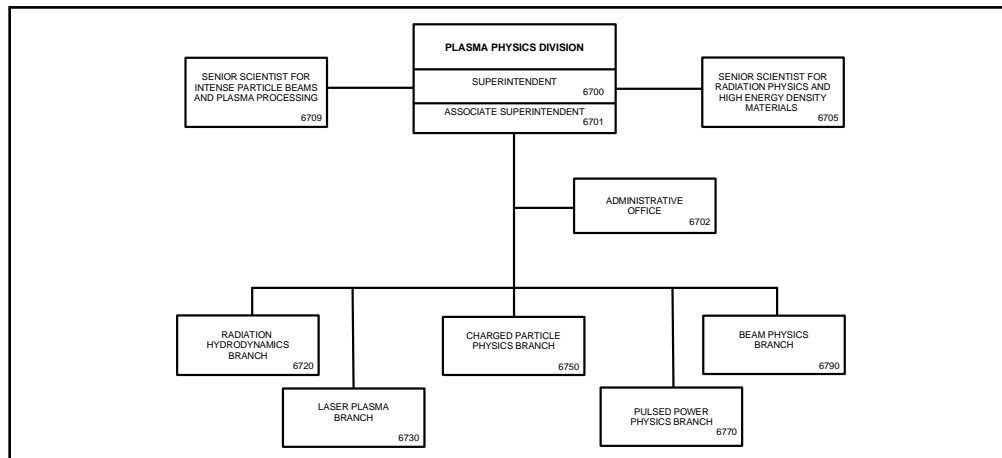 PLASMA PHYSICS DIVISION
SUPERINTENDENT
6700
ASSOCIATE SUPERINTENDENT
6701
SENIOR SCIENTIST FOR
INTENSE PARTICLE BEAMS
AND PLASMA PROCESSING
6709
SENIOR SCIENTIST FOR
RADIATION PHYSICS AND
HIGH ENERGY DENSITY
MATERIALS
6705
ADMINISTRATIVE
OFFICE
6702
RADIATION
HYDRODYNAMICS
BRANCH
6720
LASER PLASMA
BRANCH
6730
CHARGED PARTICLE
PHYSICS BRANCH
6750
PULSED POWER
PHYSICS BRANCH
6770
BEAM PHYSICS
BRANCH
6790